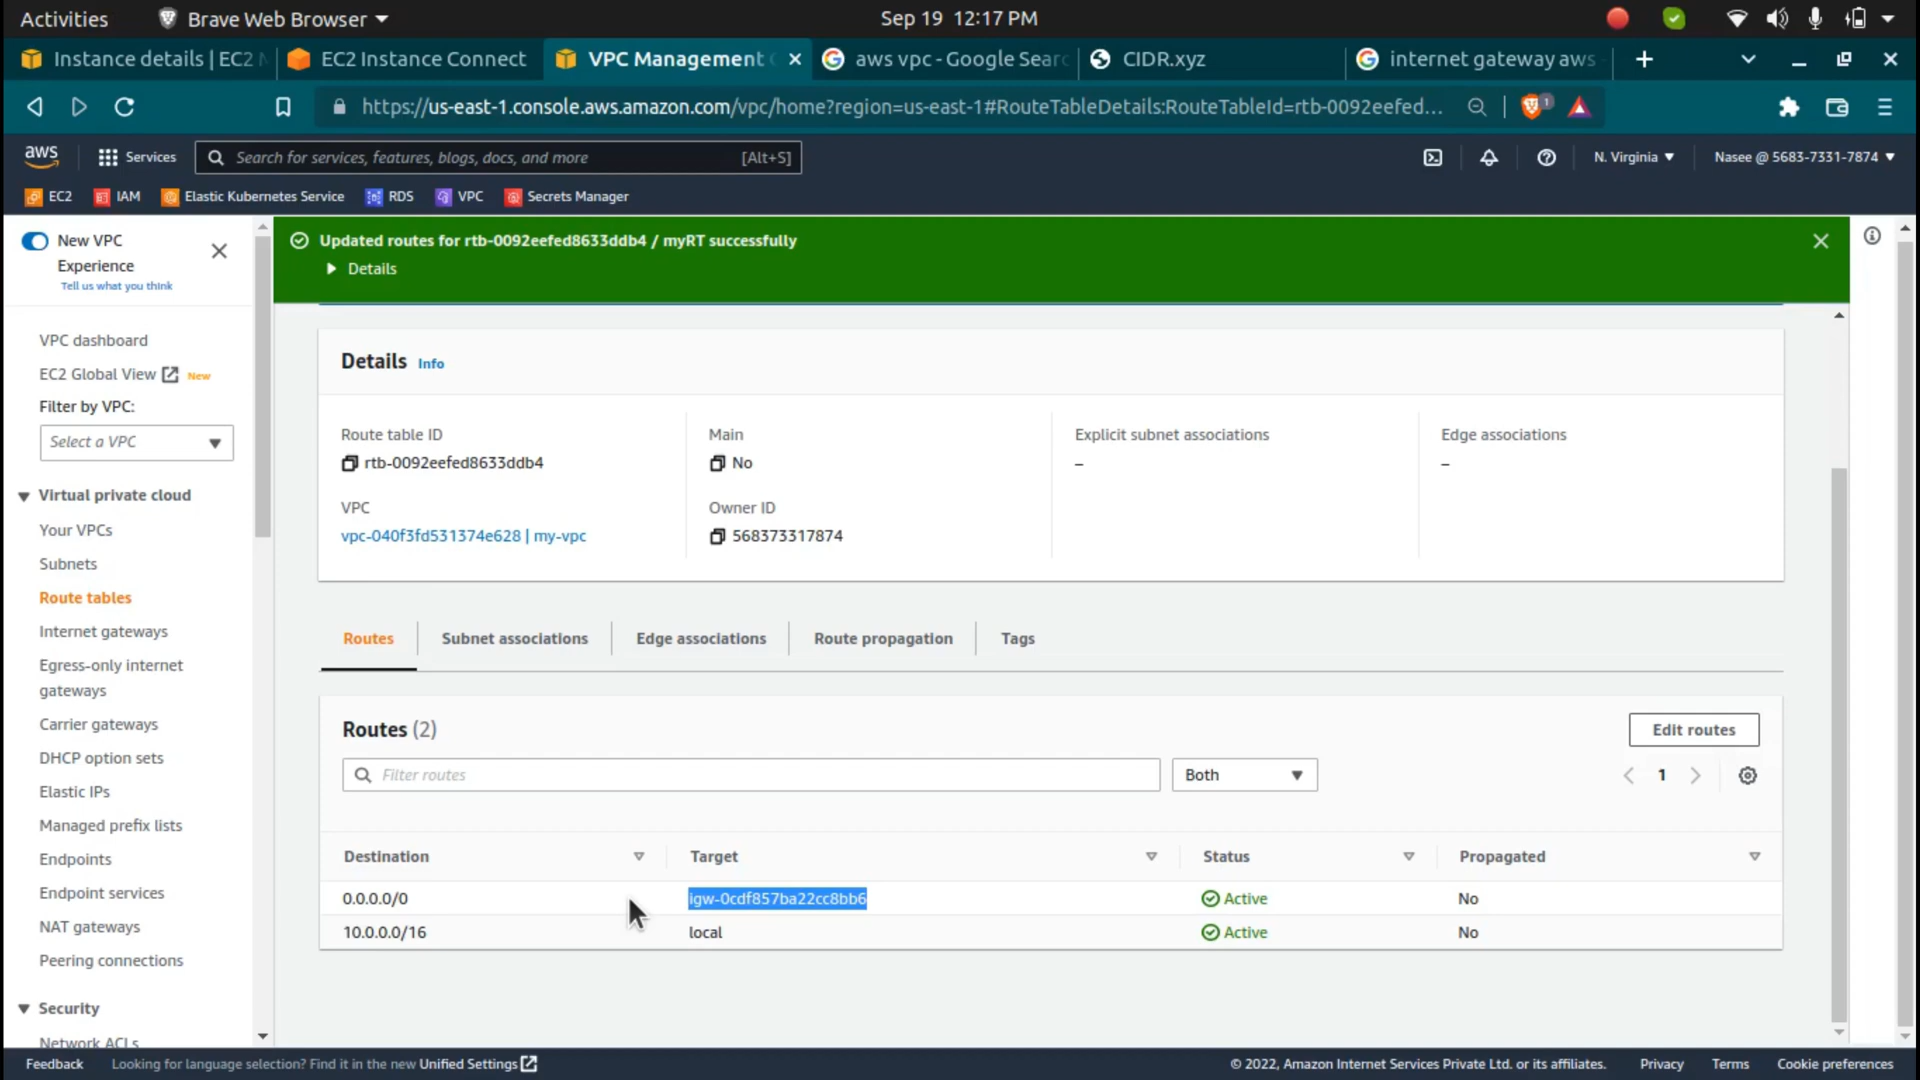 Activities
Brave Web Browser
Sep 19 12:17 PM
Instance details | EC2
EC2 Instance Connect
VPC Management
aws vpc - Google Sear
CIDR.xyz
internet gateway aws
https://us-east-1.console.aws.amazon.com/vpc/home?region=us-east-1#RouteTableDetails:RouteTableId=rtb-0092eefed...
1
aws
Services
Search for services, features, blogs, docs, and more
[Alt+S]
N. Virginia
Nasee @ 5683-7331-7874
EC2
IAM
Elastic Kubernetes Service
RDS
VPC
Secrets Manager
New VPC
Experience
Tell us what you think
VPC dashboard
EC2 Global View
New
Filter by VPC:
Select a VPC
Virtual private cloud
Your VPCs
Subnets
Route tables
Internet gateways
Egress-only internet
gateways
Carrier gateways
DHCP option sets
Elastic IPs
Managed prefix lists
Endpoints
Endpoint services
NAT gateways
Peering connections
Security
Network ACLs
Updated routes for rtb-0092eefed8633ddb4 / myRT successfully
Details
Details Info
Route table ID
rtb-0092eefed8633ddb4
Main
No
Explicit subnet associations
–
Edge associations
–
VPC
vpc-040f3fd531374e628 | my-vpc
Owner ID
568373317874
Routes
Subnet associations
Edge associations
Route propagation
Tags
Routes (2)
Edit routes
Filter routes
Both
1
Destination
Target
Status
Propagated
0.0.0.0/0
igw-0cdf857ba22cc8bb6
Active
No
10.0.0.0/16
local
Active
No
Feedback
Looking for language selection? Find it in the new Unified Settings
© 2022, Amazon Internet Services Private Ltd. or its affiliates.
Privacy
Terms
Cookie preferences